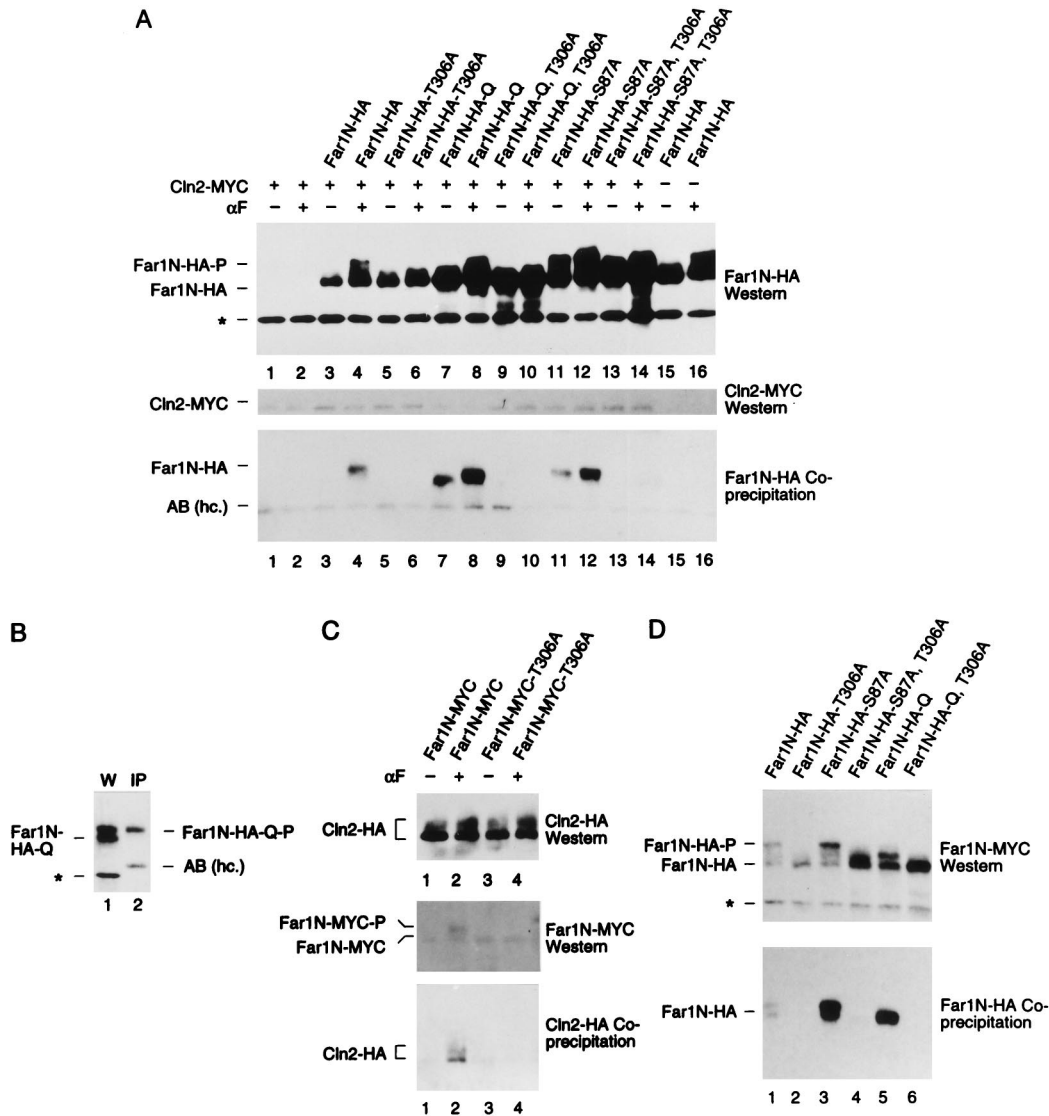 A
Far1N-HA
Far1N-HA
Far1N-HA-T306A
Far1N-HA-T306A
Far1N-HA-Q
Far1N-HA-Q
Far1N-HA-Q, T306A
Far1N-HA-Q, T306A
Far1N-HA-S87A
Far1N-HA-S87A
Far1N-HA-S87A, T306A
Far1N-HA-S87A, T306A
Far1N-HA
Far1N-HA
Cln2-MYC + + + + + + + + + + + + + + − −
αF − + − + − + − + − + − + − + − +
Far1N-HA-P
Far1N-HA
*
Far1N-HA
Western
1 2 3 4 5 6 7 8 9 10 11 12 13 14 15 16
Cln2-MYC
Cln2-MYC
Western
Far1N-HA
AB (hc.)
Far1N-HA Co-
precipitation
1 2 3 4 5 6 7 8 9 10 11 12 13 14 15 16
B
W IP
Far1N-
HA-Q
*
Far1N-HA-Q-P
AB (hc.)
1 2
C
Far1N-MYC
Far1N-MYC
Far1N-MYC-T306A
Far1N-MYC-T306A
αF − + − +
Cln2-HA
Cln2-HA
Western
1 2 3 4
Far1N-MYC-P
Far1N-MYC
Far1N-MYC
Western
Cln2-HA
Cln2-HA Co-
precipitation
1 2 3 4
D
Far1N-HA
Far1N-HA-T306A
Far1N-HA-S87A
Far1N-HA-S87A, T306A
Far1N-HA-Q
Far1N-HA-Q, T306A
Far1N-HA-P
Far1N-HA
*
Far1N-MYC
Western
Far1N-HA
Far1N-HA Co-
precipitation
1 2 3 4 5 6